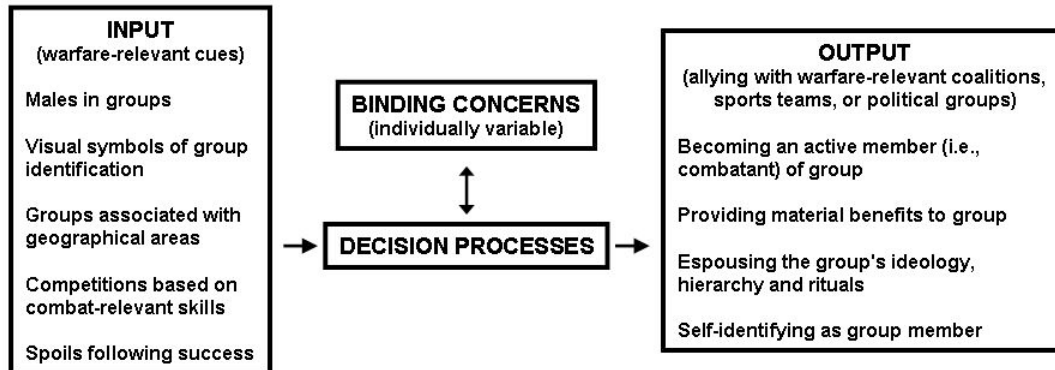 INPUT
(warfare-relevant cues)
Males in groups
Visual symbols of group
identification
Groups associated with
geographical areas
Competitions based on
combat-relevant skills
Spoils following success
BINDING CONCERNS
(individually variable)
DECISION PROCESSES
OUTPUT
(allying with warfare-relevant coalitions,
sports teams, or political groups)
Becoming an active member (i.e.,
combatant) of group
Providing material benefits to group
Espousing the group's ideology,
hierarchy and rituals
Self-identifying as group member